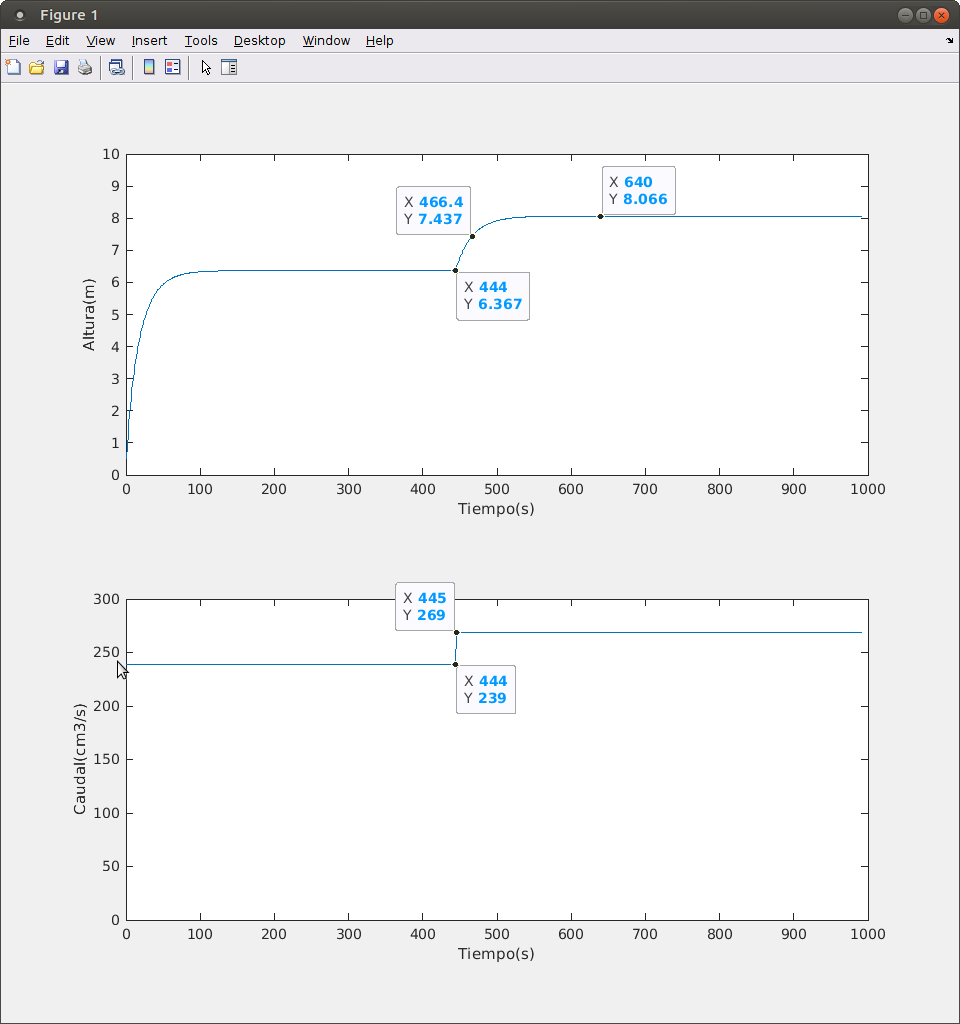 Figure 1
File Edit View Insert Tools Desktop Window Help
10
9
8
7
6
5
4
3
2
1
0
Altura(m)
X 466.4
Y 7.437
X 640
Y 8.066
X 444
Y 6.367
0 100 200 300 400 500 600 700 800 900 1000
Tiempo(s)
300
250
200
150
100
50
0
Caudal(cm3/s)
X 445
Y 269
X 444
Y 239
0 100 200 300 400 500 600 700 800 900 1000
Tiempo(s)